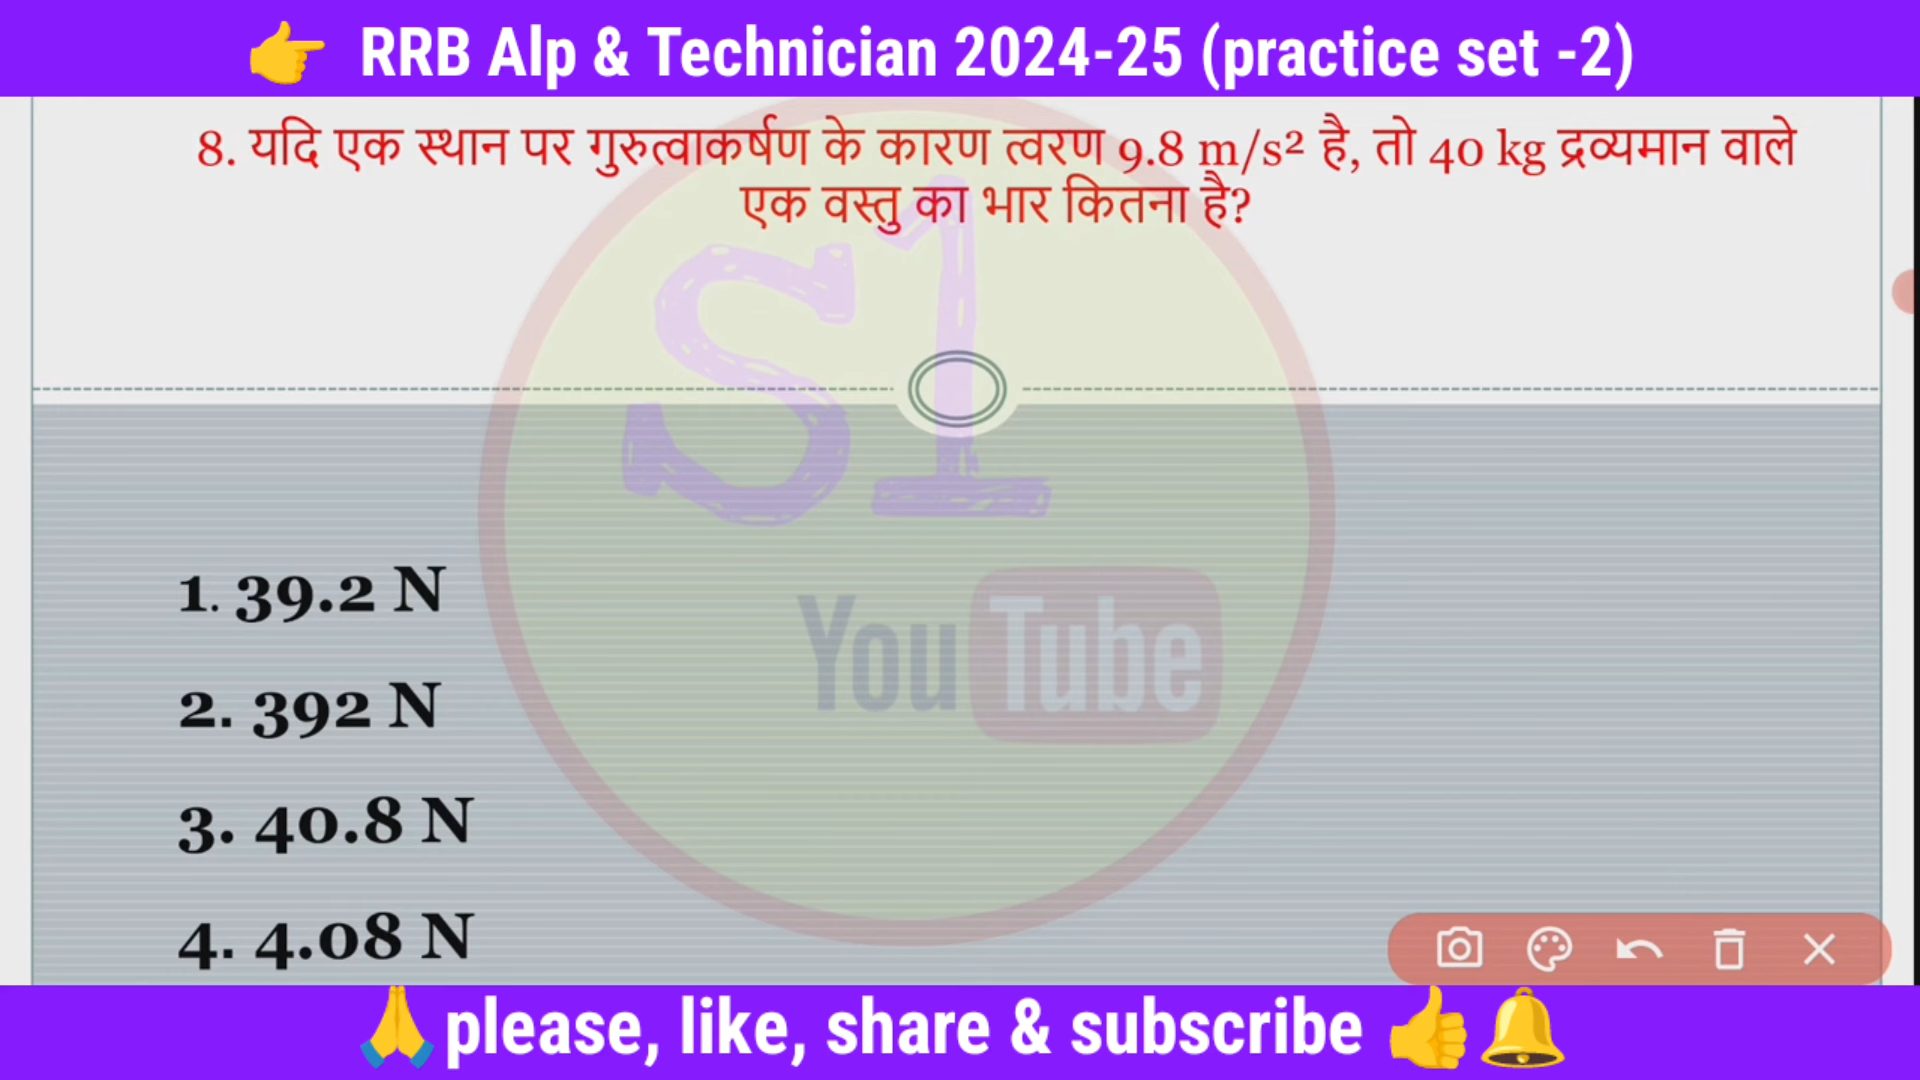 👉 RRB Alp & Technician 2024-25 (practice set -2)
8. यदि एक स्थान पर गुरुत्वाकर्षण के कारण त्वरण 9.8 m/s² है, तो 40 kg द्रव्यमान वाले
एक वस्तु का भार कितना है?
S1
YouTube
1. 39.2 N
2. 392 N
3. 40.8 N
4. 4.08 N
🙏please, like, share & subscribe 👍🔔